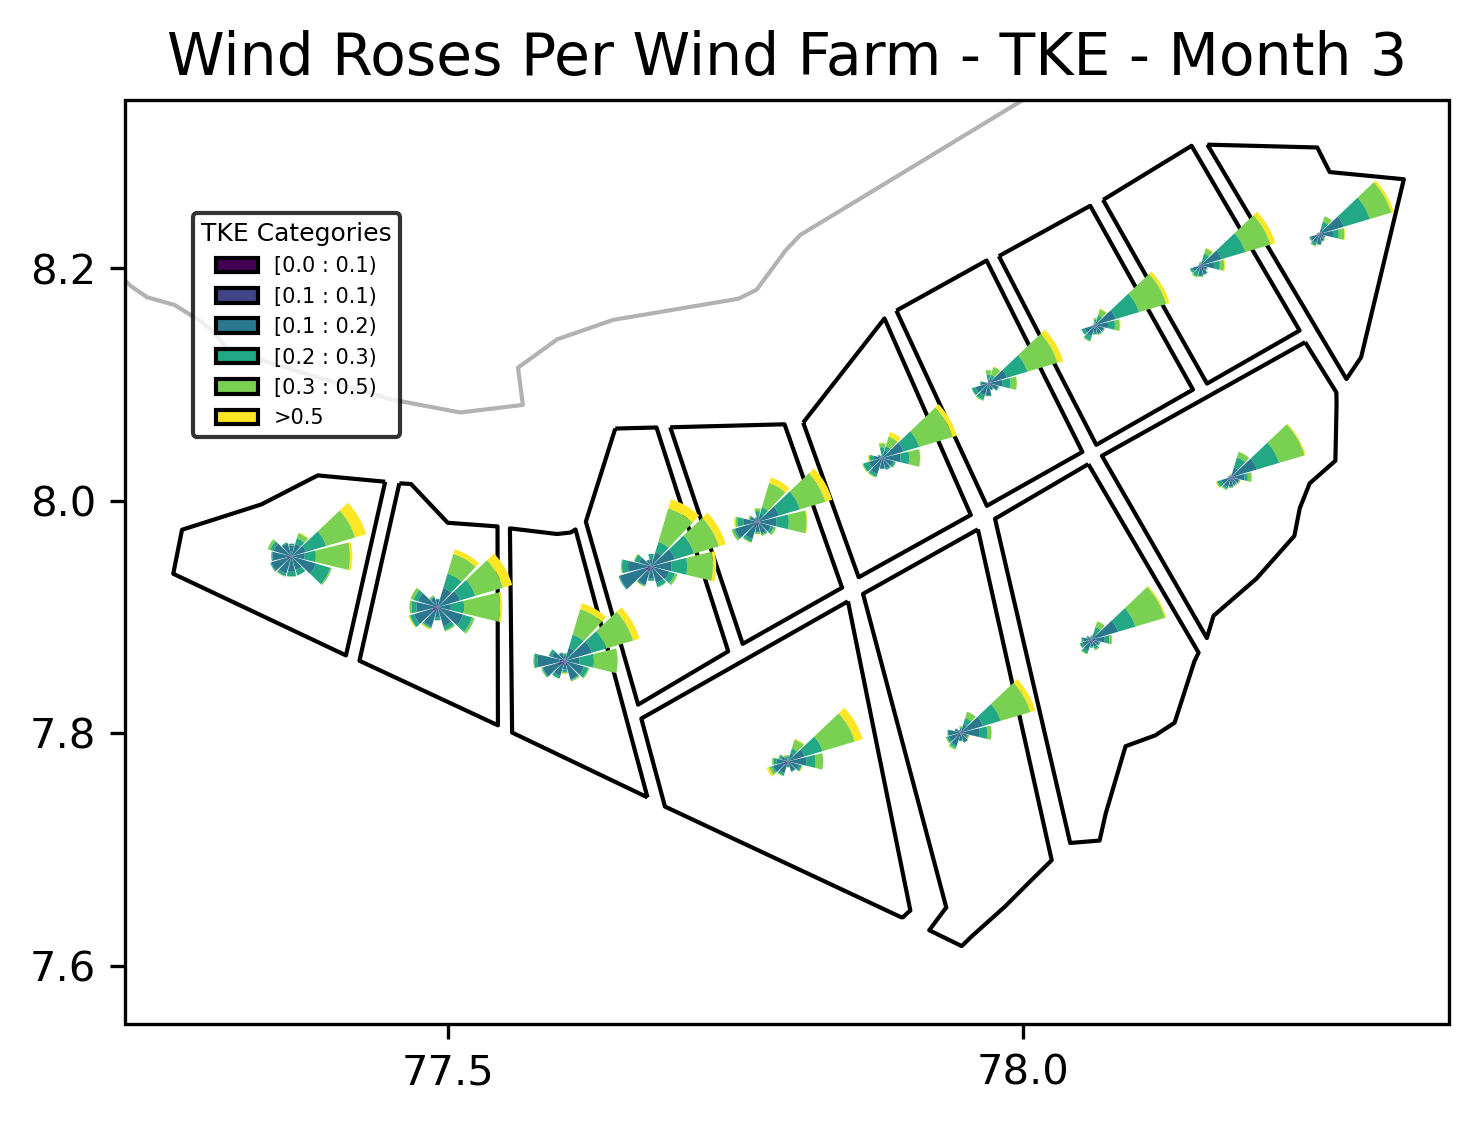 Wind Roses Per Wind Farm - TKE - Month 3
8.2
8.0
7.8
7.6
TKE Categories
[0.0 : 0.1)
[0.1 : 0.1)
[0.1 : 0.2)
[0.2 : 0.3)
[0.3 : 0.5)
>0.5
77.5
78.0